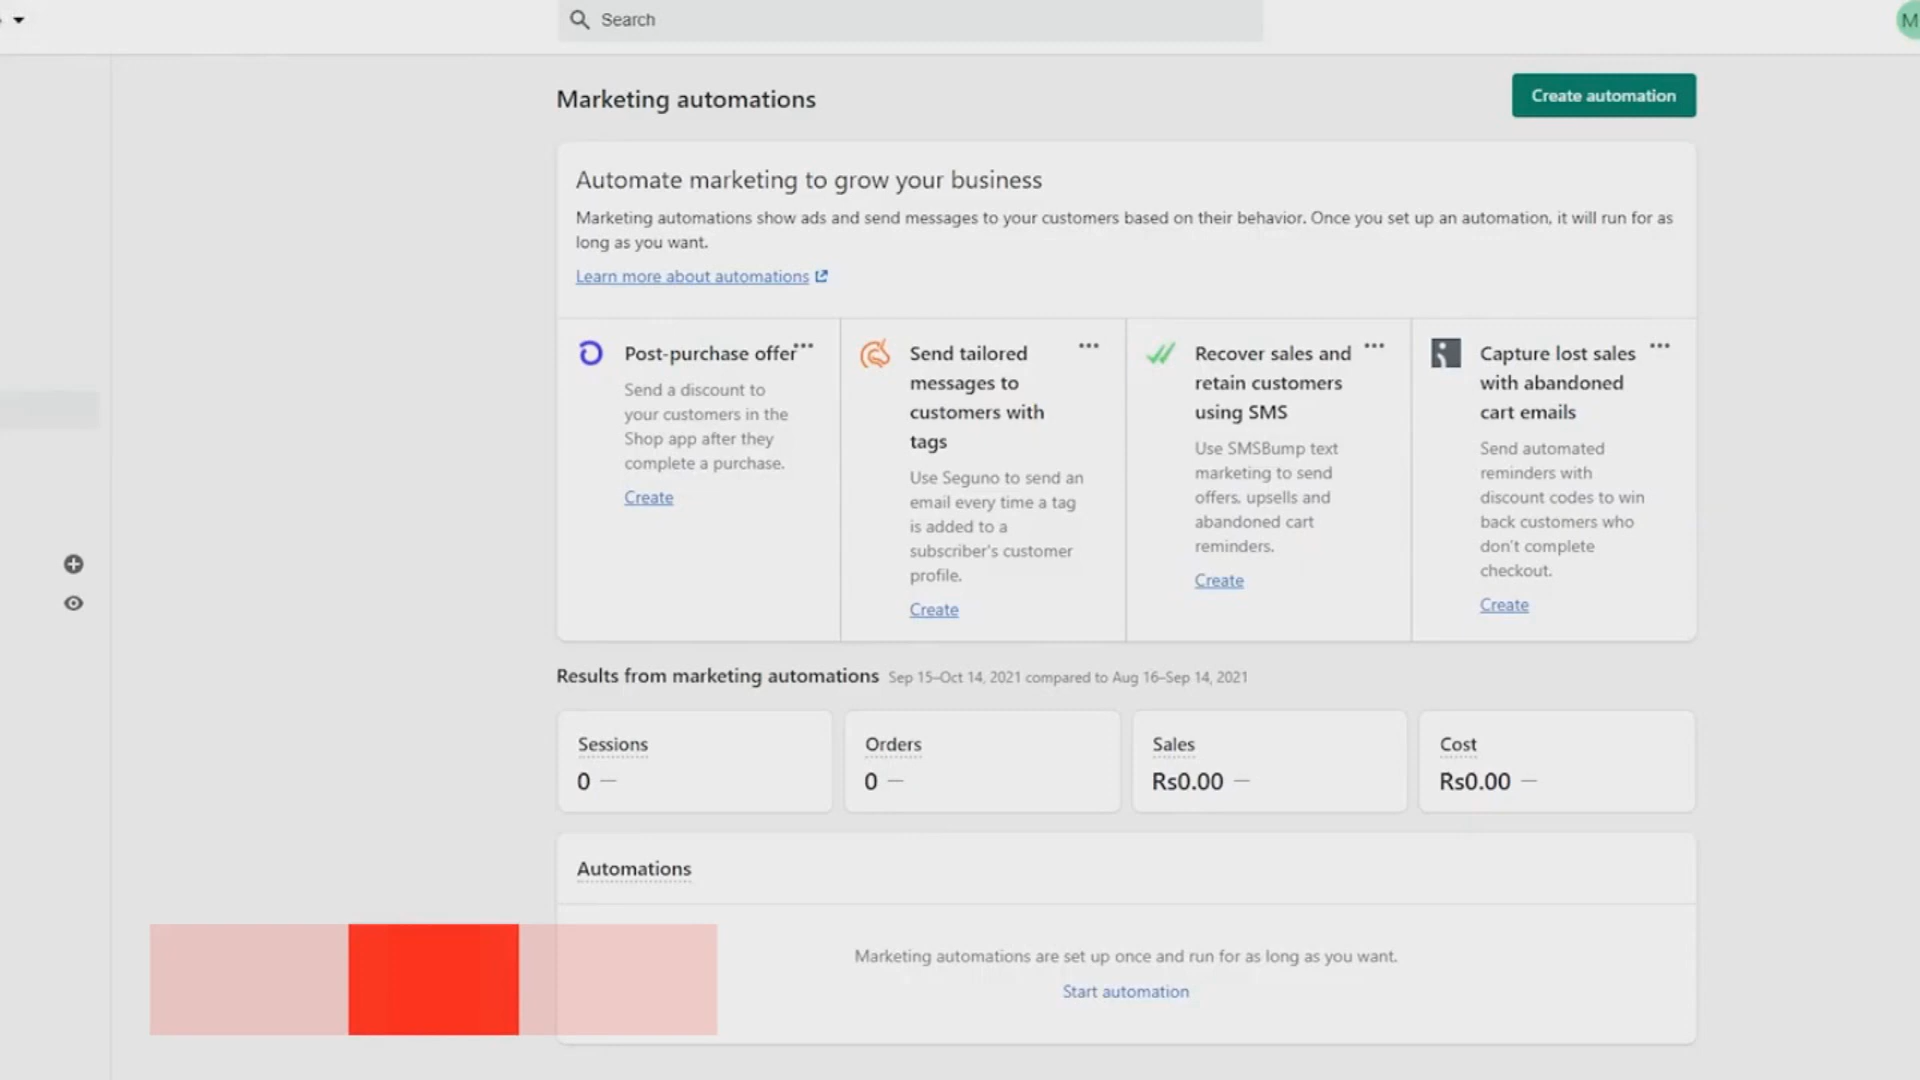 Search
M
Marketing automations
Create automation
Automate marketing to grow your business
Marketing automations show ads and send messages to your customers based on their behavior. Once you set up an automation, it will run for as
long as you want.
Learn more about automations
Post-purchase offer
Send a discount to
your customers in the
Shop app after they
complete a purchase.
Create
Send tailored
messages to
customers with
tags
Use Seguno to send an
email every time a tag
is added to a
subscriber's customer
profile.
Create
Recover sales and
retain customers
using SMS
Use SMSBump text
marketing to send
offers, upsells and
abandoned cart
reminders.
Create
Capture lost sales
with abandoned
cart emails
Send automated
reminders with
discount codes to win
back customers who
don't complete
checkout.
Create
Results from marketing automations Sep 15–Oct 14, 2021 compared to Aug 16–Sep 14, 2021
Sessions
0 —
Orders
0 —
Sales
Rs0.00 —
Cost
Rs0.00 —
Automations
Marketing automations are set up once and run for as long as you want.
Start automation